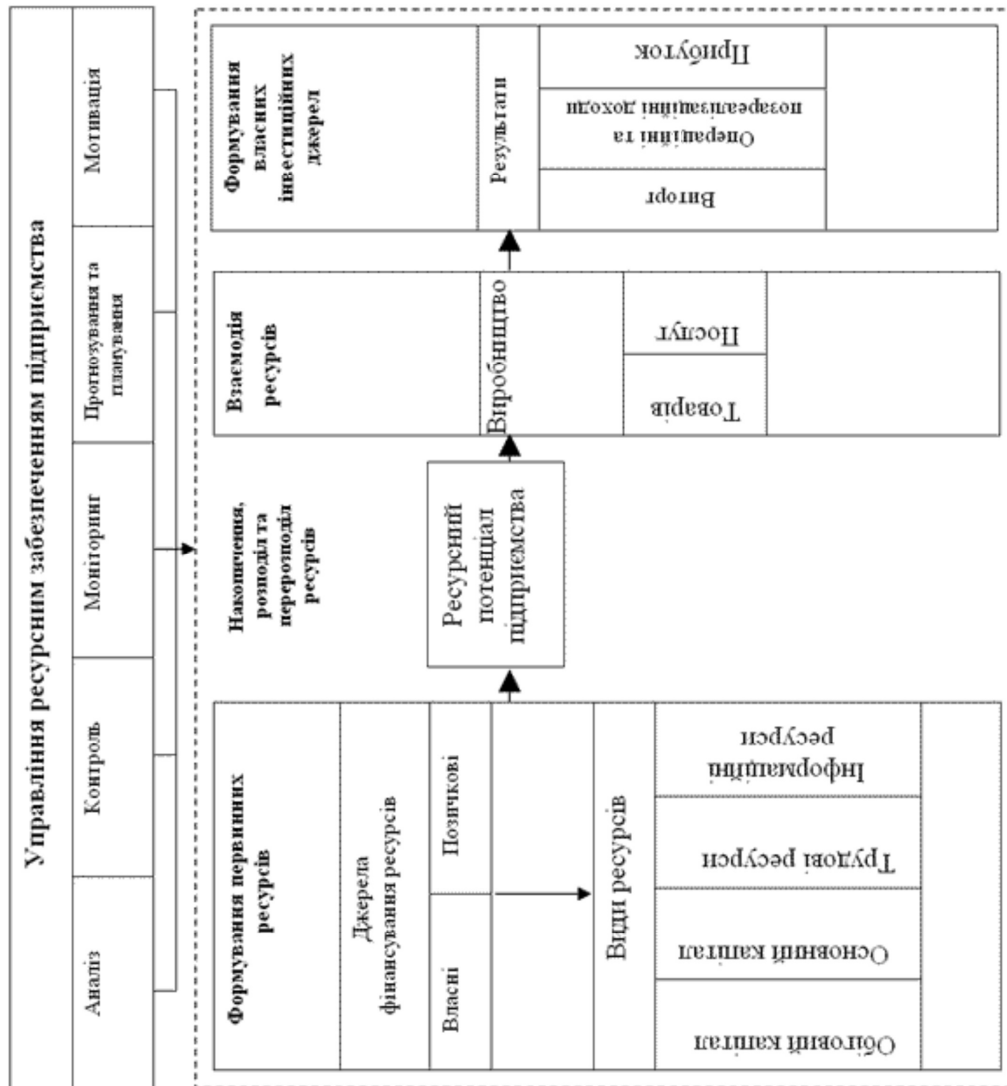 Управління ресурсним забезпеченням підприємства
Аналіз
Контроль
Моніторинг
Прогнозування та
планування
Мотивація
Формування первинних
ресурсів
Джерела
фінансування ресурсів
Власні
Позичкові
Види ресурсів
Обіговий капітал
Основний капітал
Трудові ресурси
Інформаційні
ресурси
Накопичення,
розподіл та
перерозподіл
ресурсів
Ресурсний
потенціал
підприємства
Взаємодія
ресурсів
Виробництво
Товарів
Послуг
Формування
власних
інвестиційних
джерел
Результати
Виторг
Операційні та
позареалізаційні доходи
Прибуток